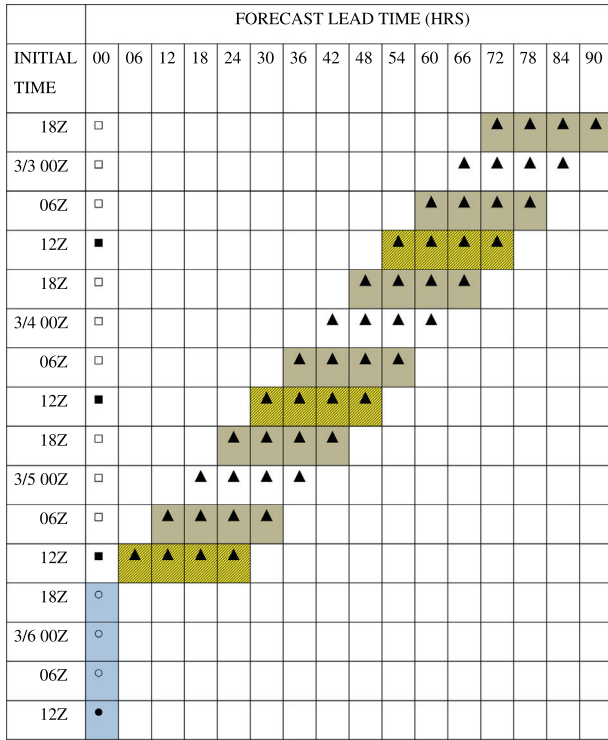 FORECAST LEAD TIME (HRS)
INITIAL TIME 00 06 12 18 24 30 36 42 48 54 60 66 72 78 84 90
18Z
3/3 00Z
06Z
12Z
18Z
3/4 00Z
06Z
12Z
18Z
3/5 00Z
06Z
12Z
18Z
3/6 00Z
06Z
12Z